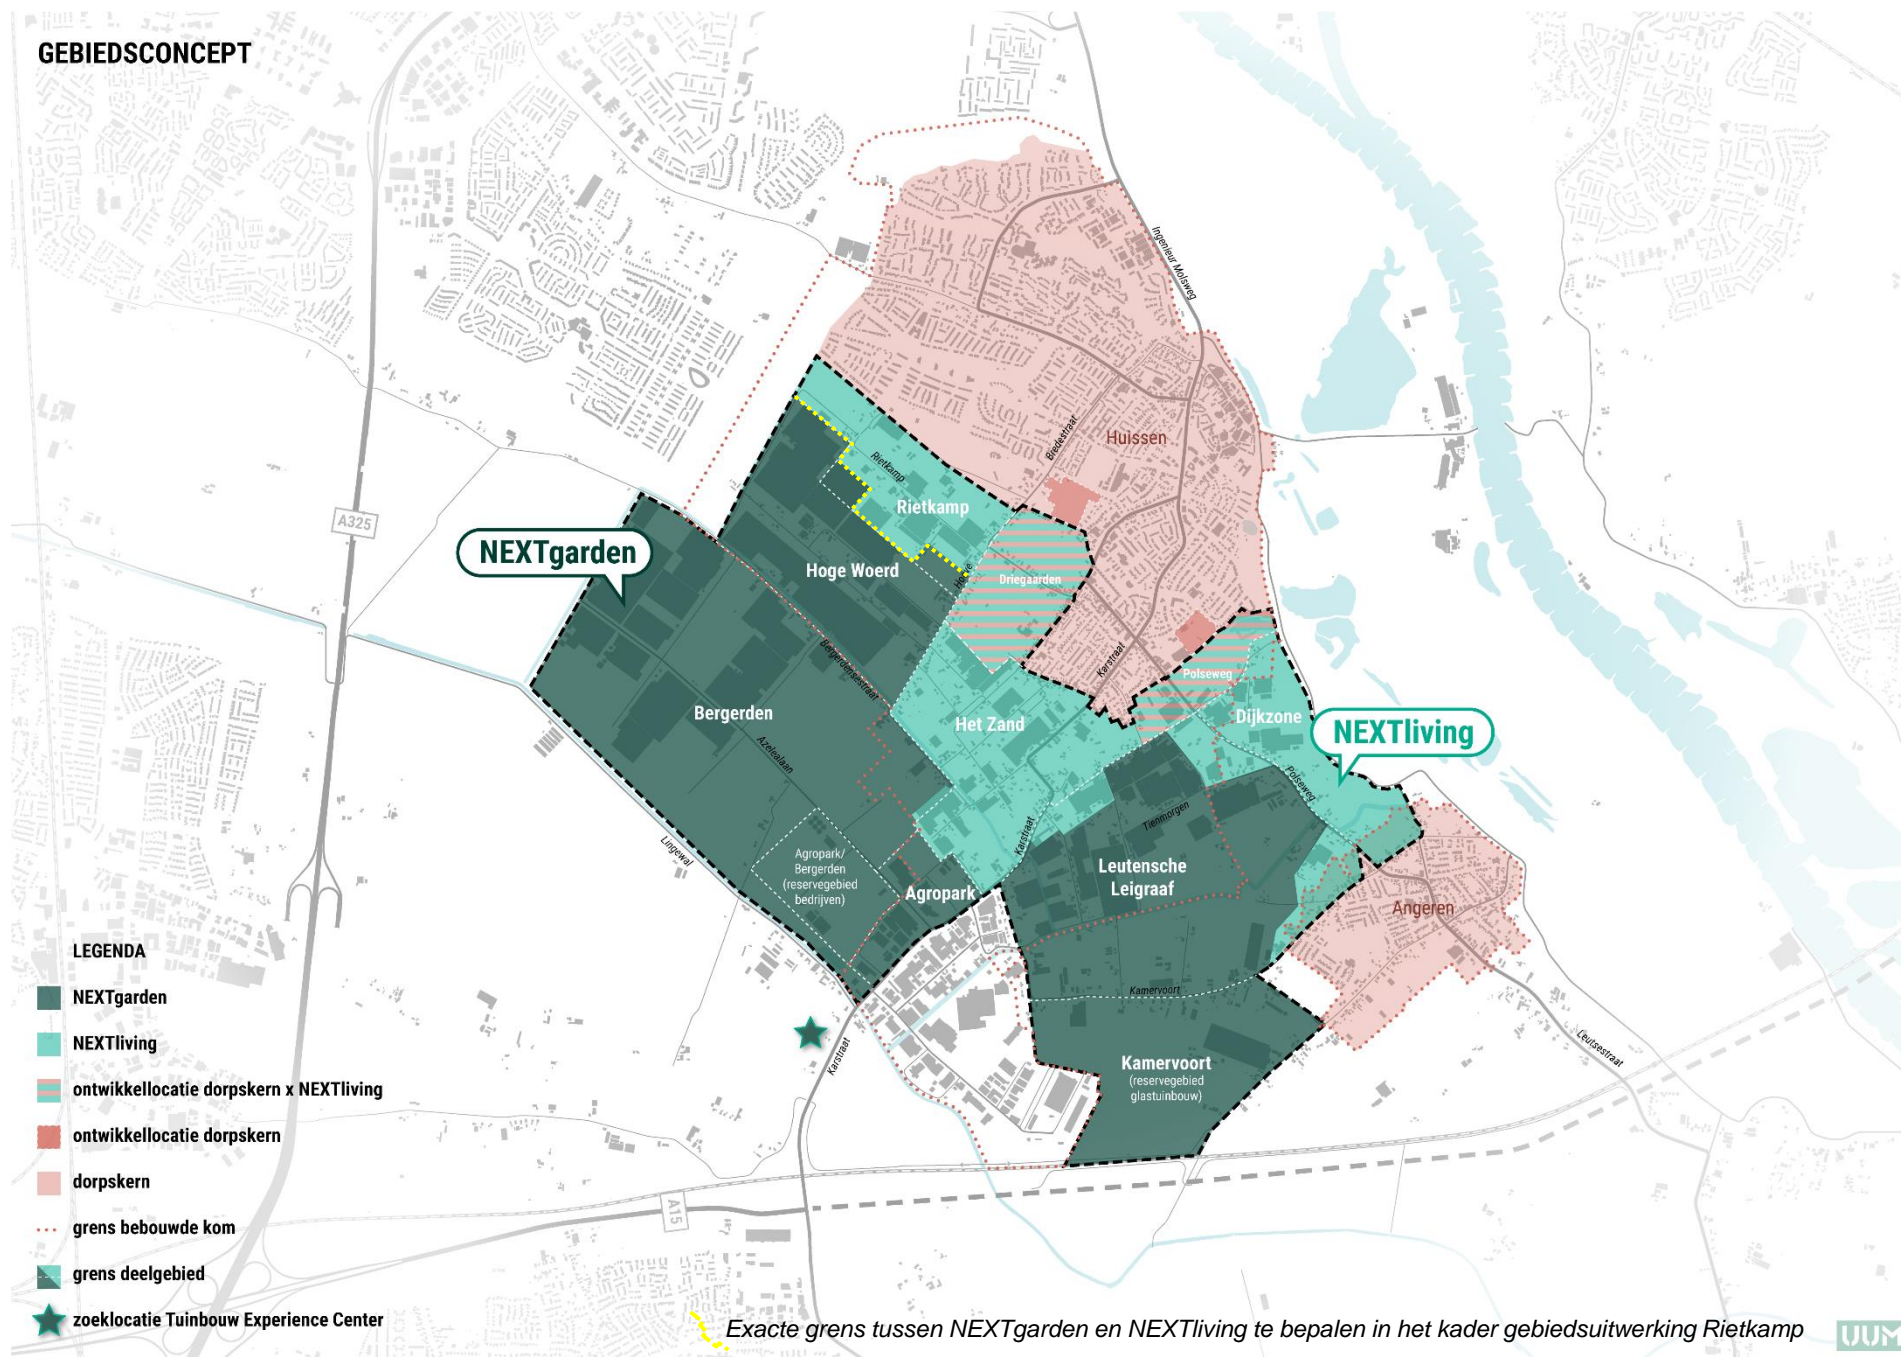 GEBIEDSCONCEPT
Ingenieur Molsweg
Bredestraat
Huissen
A325
Rietkamp
Rietkamp
NEXTgarden
Hoge Woerd
Driegaarden
Bergerdensestraat
Karstraat
Polseweg
Bergerden
Het Zand
Dijkzone
NEXTliving
Azelealaan
Polseweg
Tienmorgen
Karstraat
Lingewal
Agropark/
Bergerden
(reservegebied
bedrijven)
Agropark
Leutensche
Leigraaf
Angeren
Kamervoort
Karstraat
Leutsestraat
Kamervoort
(reservegebied
glastuinbouw)
A15
LEGENDA
NEXTgarden
NEXTliving
ontwikkellocatie dorpskern x NEXTliving
ontwikkellocatie dorpskern
dorpskern
grens bebouwde kom
grens deelgebied
zoeklocatie Tuinbouw Experience Center
Exacte grens tussen NEXTgarden en NEXTliving te bepalen in het kader gebiedsuitwerking Rietkamp